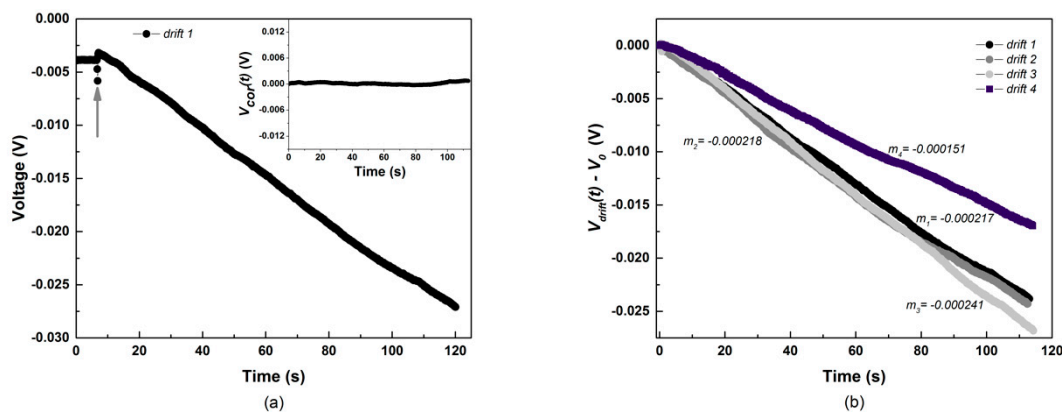 0.000
-0.005
-0.010
-0.015
-0.020
-0.025
-0.030
Voltage (V)
0 20 40 60 80 100 120
Time (s)
drift 1
0.012
0.006
0.000
-0.006
-0.012
V_cor(t) (V)
0 20 40 60 80 100
Time (s)
(a)
0.000
-0.005
-0.010
-0.015
-0.020
-0.025
V_drift(t) - V_0 (V)
0 20 40 60 80 100 120
Time (s)
drift 1
drift 2
drift 3
drift 4
m_2= -0.000218
m_4= -0.000151
m_1= -0.000217
m_3= -0.000241
(b)